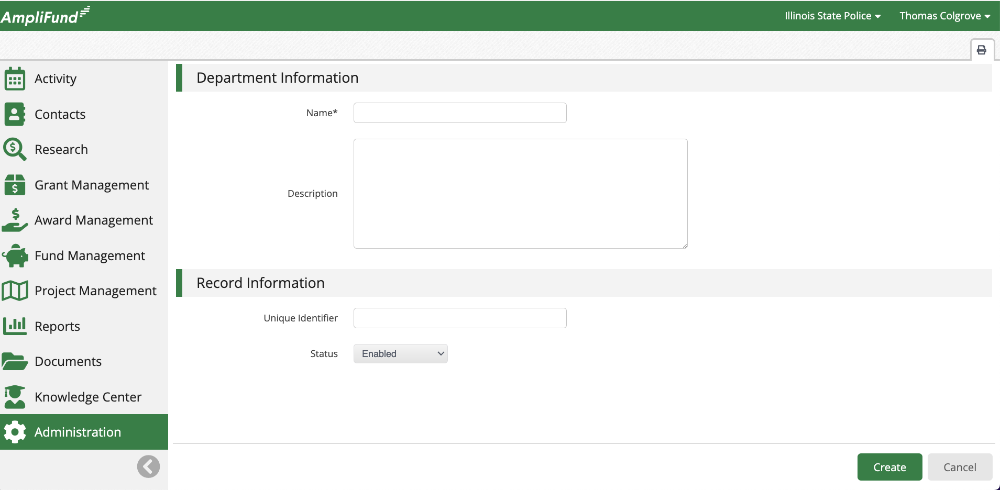 AmpliFund
Illinois State Police
Thomas Colgrove
Activity
Contacts
Research
Grant Management
Award Management
Fund Management
Project Management
Reports
Documents
Knowledge Center
Administration
Department Information
Name*
Description
Record Information
Unique Identifier
Status
Enabled
Create
Cancel